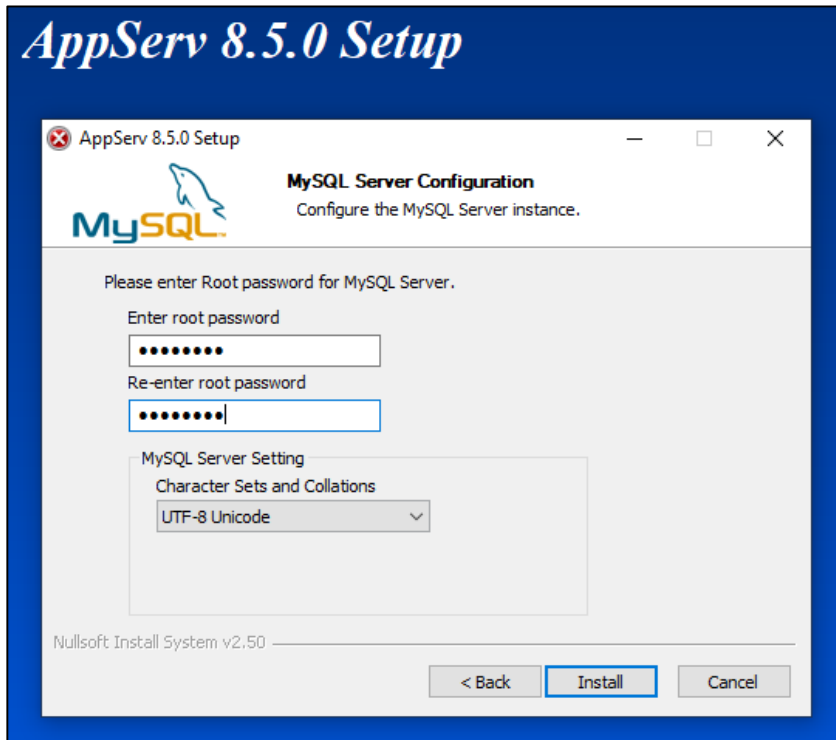 AppServ 8.5.0 Setup
AppServ 8.5.0 Setup
MySQL™
MySQL Server Configuration
Configure the MySQL Server instance.
Please enter Root password for MySQL Server.
Enter root password
••••••••
Re-enter root password
••••••••
MySQL Server Setting
Character Sets and Collations
UTF-8 Unicode
Nullsoft Install System v2.50
< Back Install Cancel